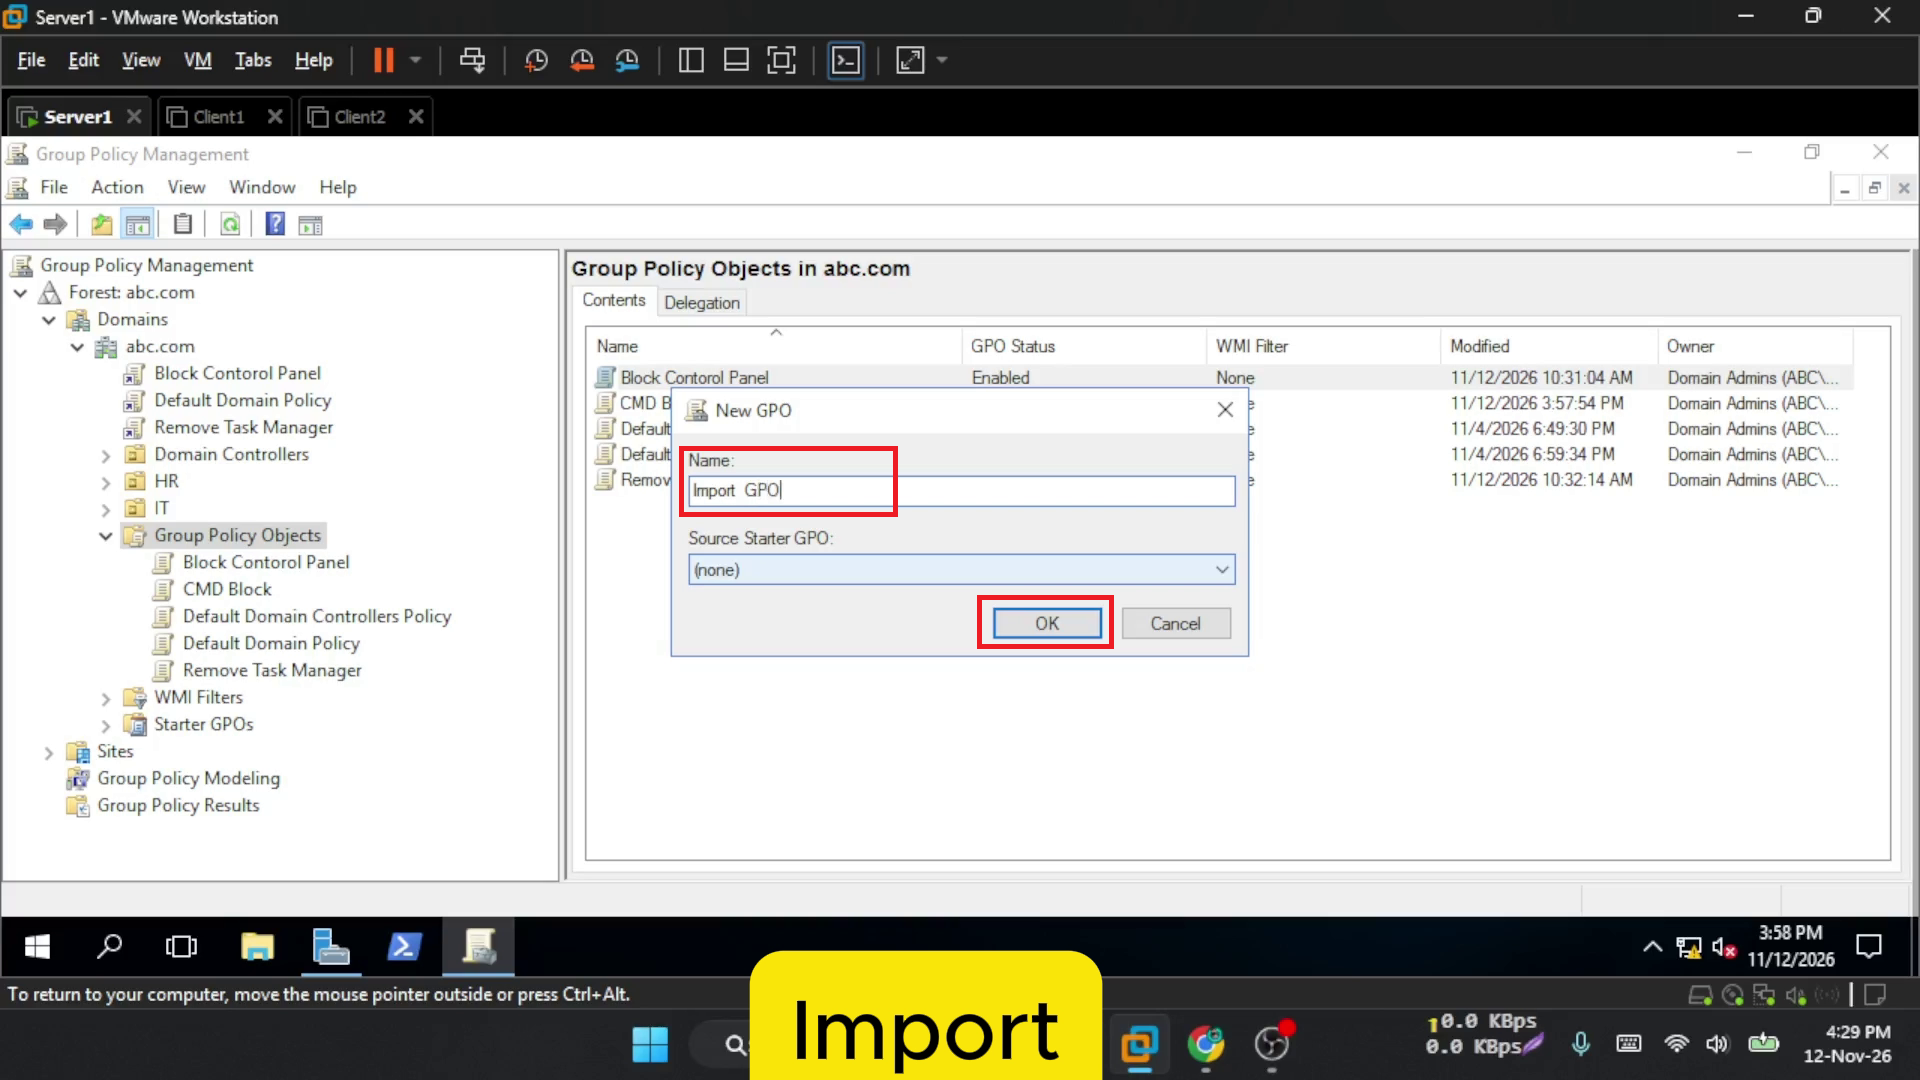 Server1 - VMware Workstation
File Edit View VM Tabs Help
Server1 Client1 Client2
Group Policy Management
File Action View Window Help
Group Policy Management
Forest: abc.com
Domains
abc.com
Block Contorol Panel
Default Domain Policy
Remove Task Manager
Domain Controllers
HR
IT
Group Policy Objects
Block Contorol Panel
CMD Block
Default Domain Controllers Policy
Default Domain Policy
Remove Task Manager
WMI Filters
Starter GPOs
Sites
Group Policy Modeling
Group Policy Results
Group Policy Objects in abc.com
Contents Delegation
Name GPO Status WMI Filter Modified Owner
Block Contorol Panel Enabled None 11/12/2026 10:31:04 AM Domain Admins (ABC\...
CMD B e 11/12/2026 3:57:54 PM Domain Admins (ABC\...
Default e 11/4/2026 6:49:30 PM Domain Admins (ABC\...
Default e 11/4/2026 6:59:34 PM Domain Admins (ABC\...
Remov e 11/12/2026 10:32:14 AM Domain Admins (ABC\...
New GPO
Name:
Import GPO
Source Starter GPO:
(none)
OK Cancel
3:58 PM
11/12/2026
To return to your computer, move the mouse pointer outside or press Ctrl+Alt.
Import
0.0 KBps
0.0 KBps
4:29 PM
12-Nov-26